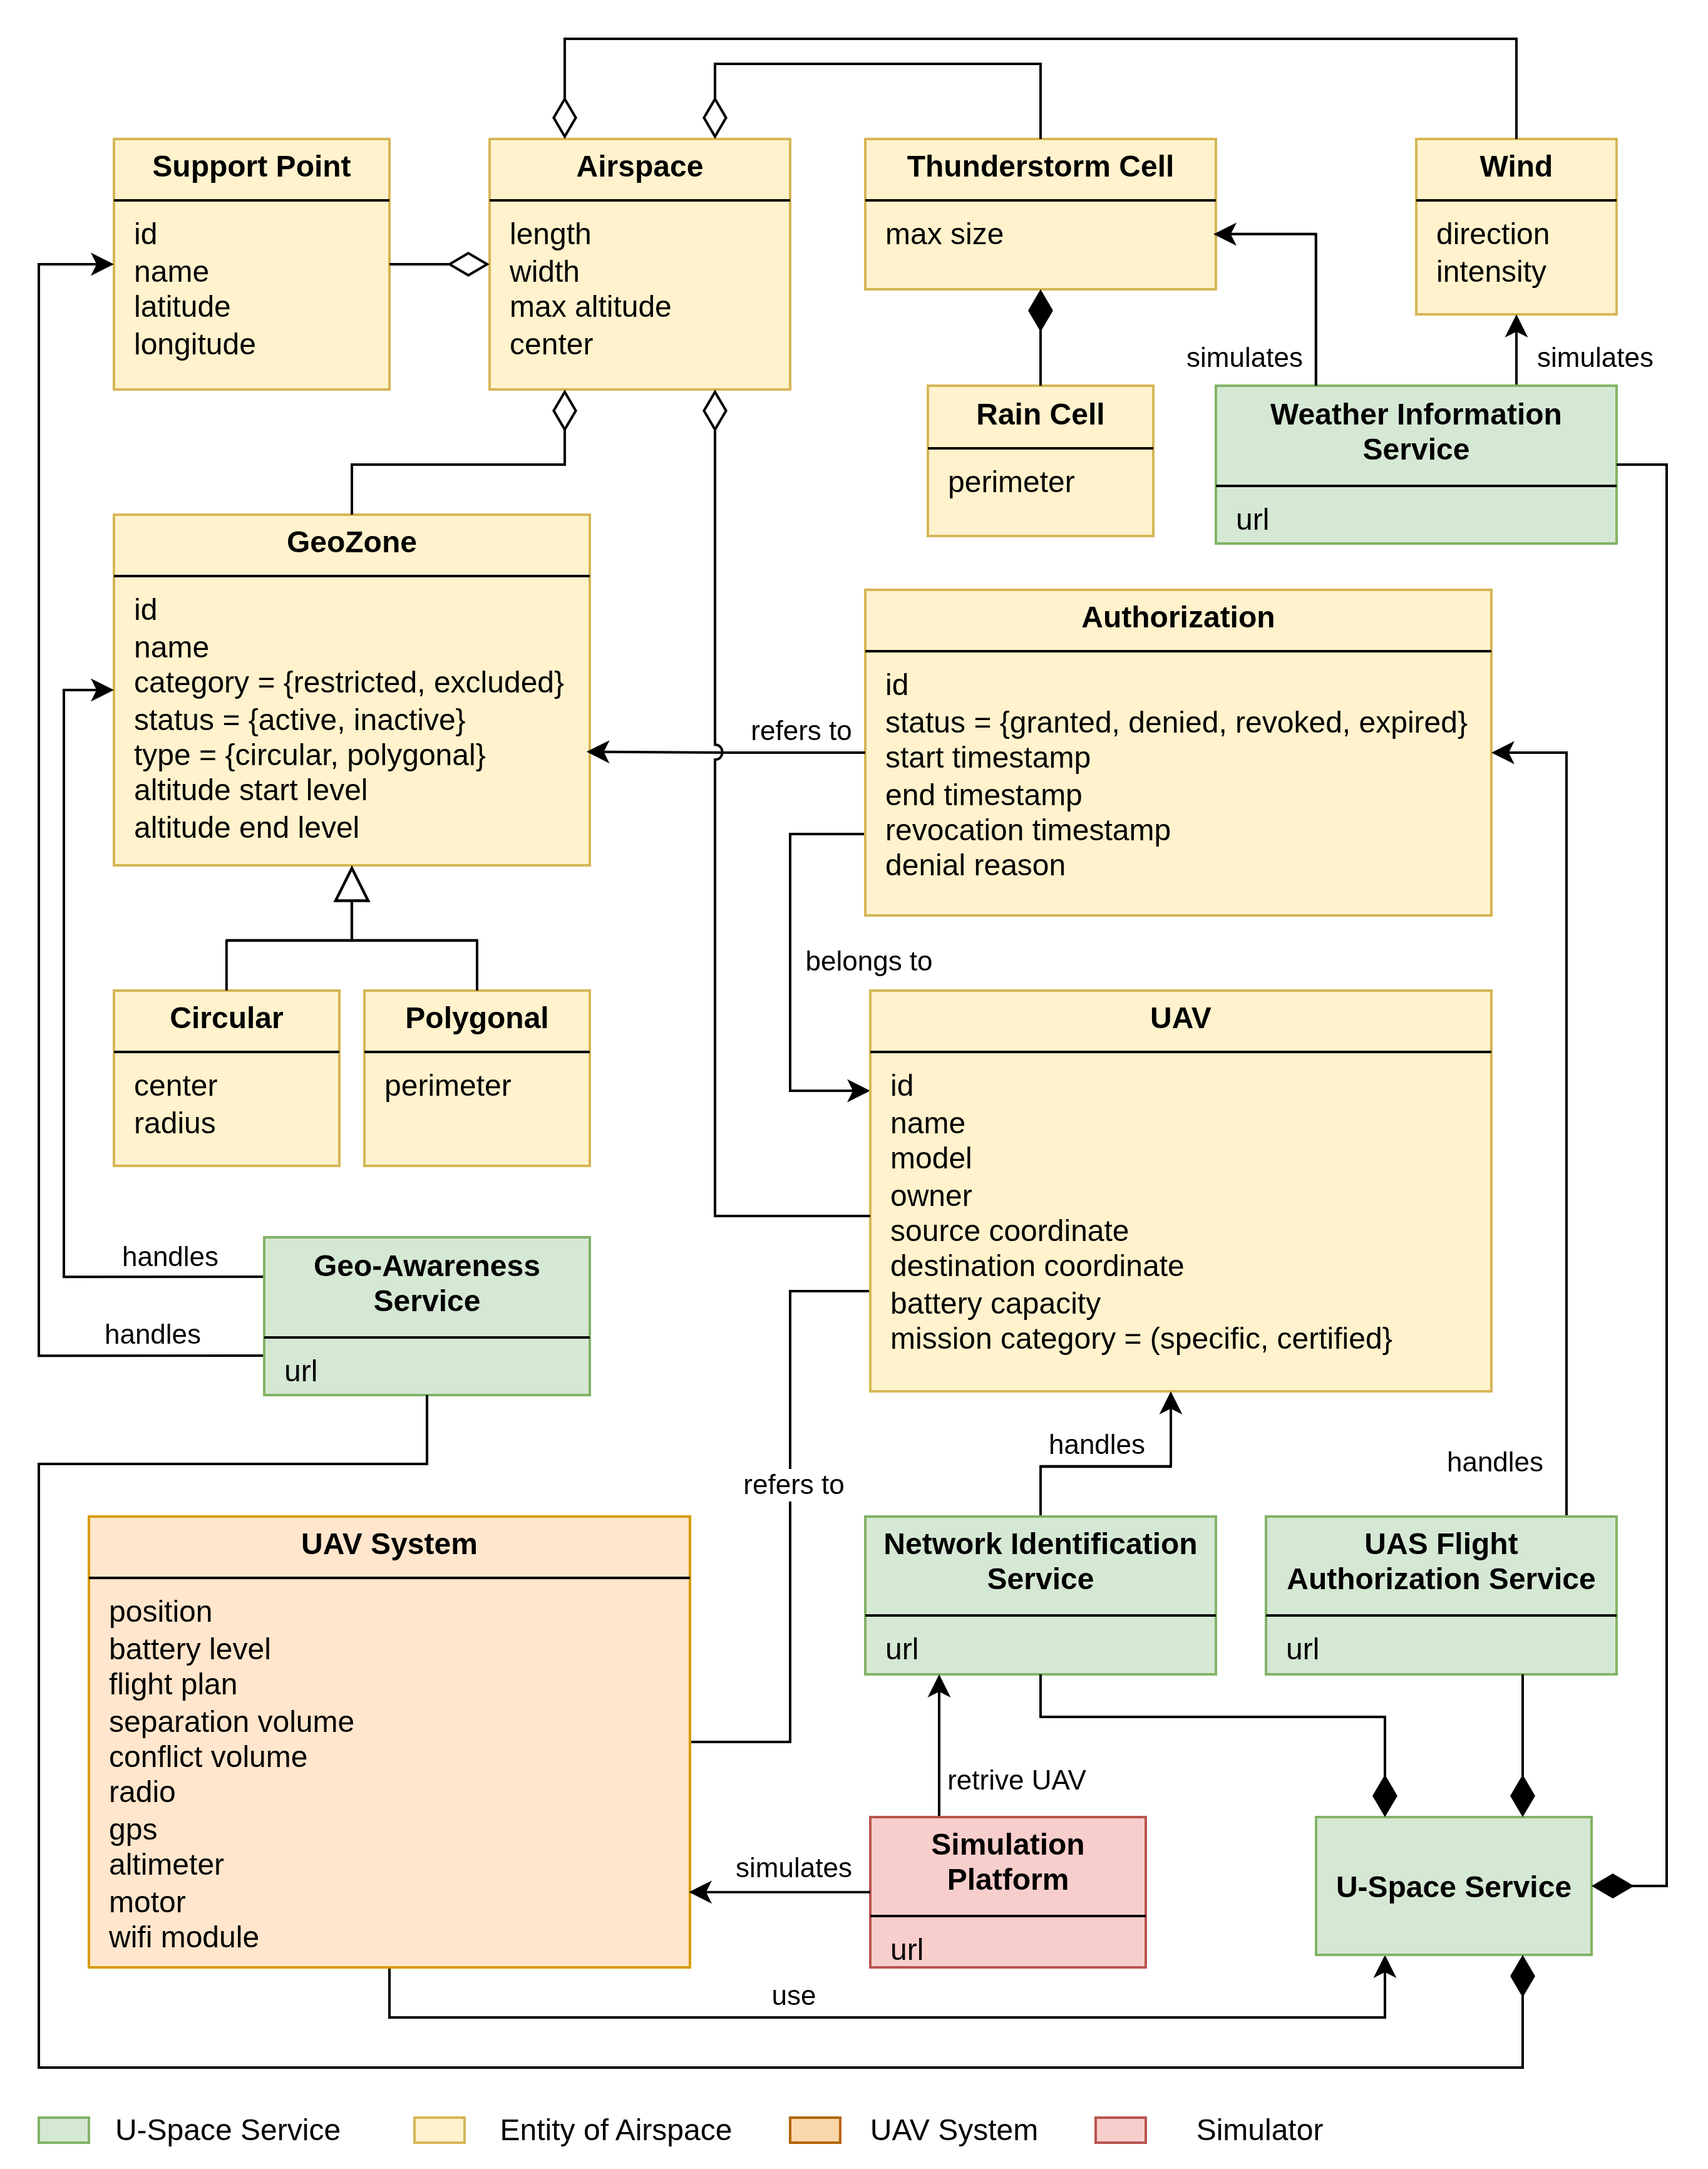 Support Point
id
name
latitude
longitude
Airspace
length
width
max altitude
center
Thunderstorm Cell
max size
Wind
direction
intensity
simulates
simulates
Rain Cell
perimeter
Weather Information
Service
url
GeoZone
id
name
category = {restricted, excluded}
status = {active, inactive}
type = {circular, polygonal}
altitude start level
altitude end level
refers to
Authorization
id
status = {granted, denied, revoked, expired}
start timestamp
end timestamp
revocation timestamp
denial reason
belongs to
Circular
center
radius
Polygonal
perimeter
UAV
id
name
model
owner
source coordinate
destination coordinate
battery capacity
mission category = (specific, certified}
handles
handles
Geo-Awareness
Service
url
handles
handles
refers to
UAV System
position
battery level
flight plan
separation volume
conflict volume
radio
gps
altimeter
motor
wifi module
Network Identification
Service
url
UAS Flight
Authorization Service
url
retrive UAV
simulates
Simulation
Platform
url
U-Space Service
use
U-Space Service
Entity of Airspace
UAV System
Simulator